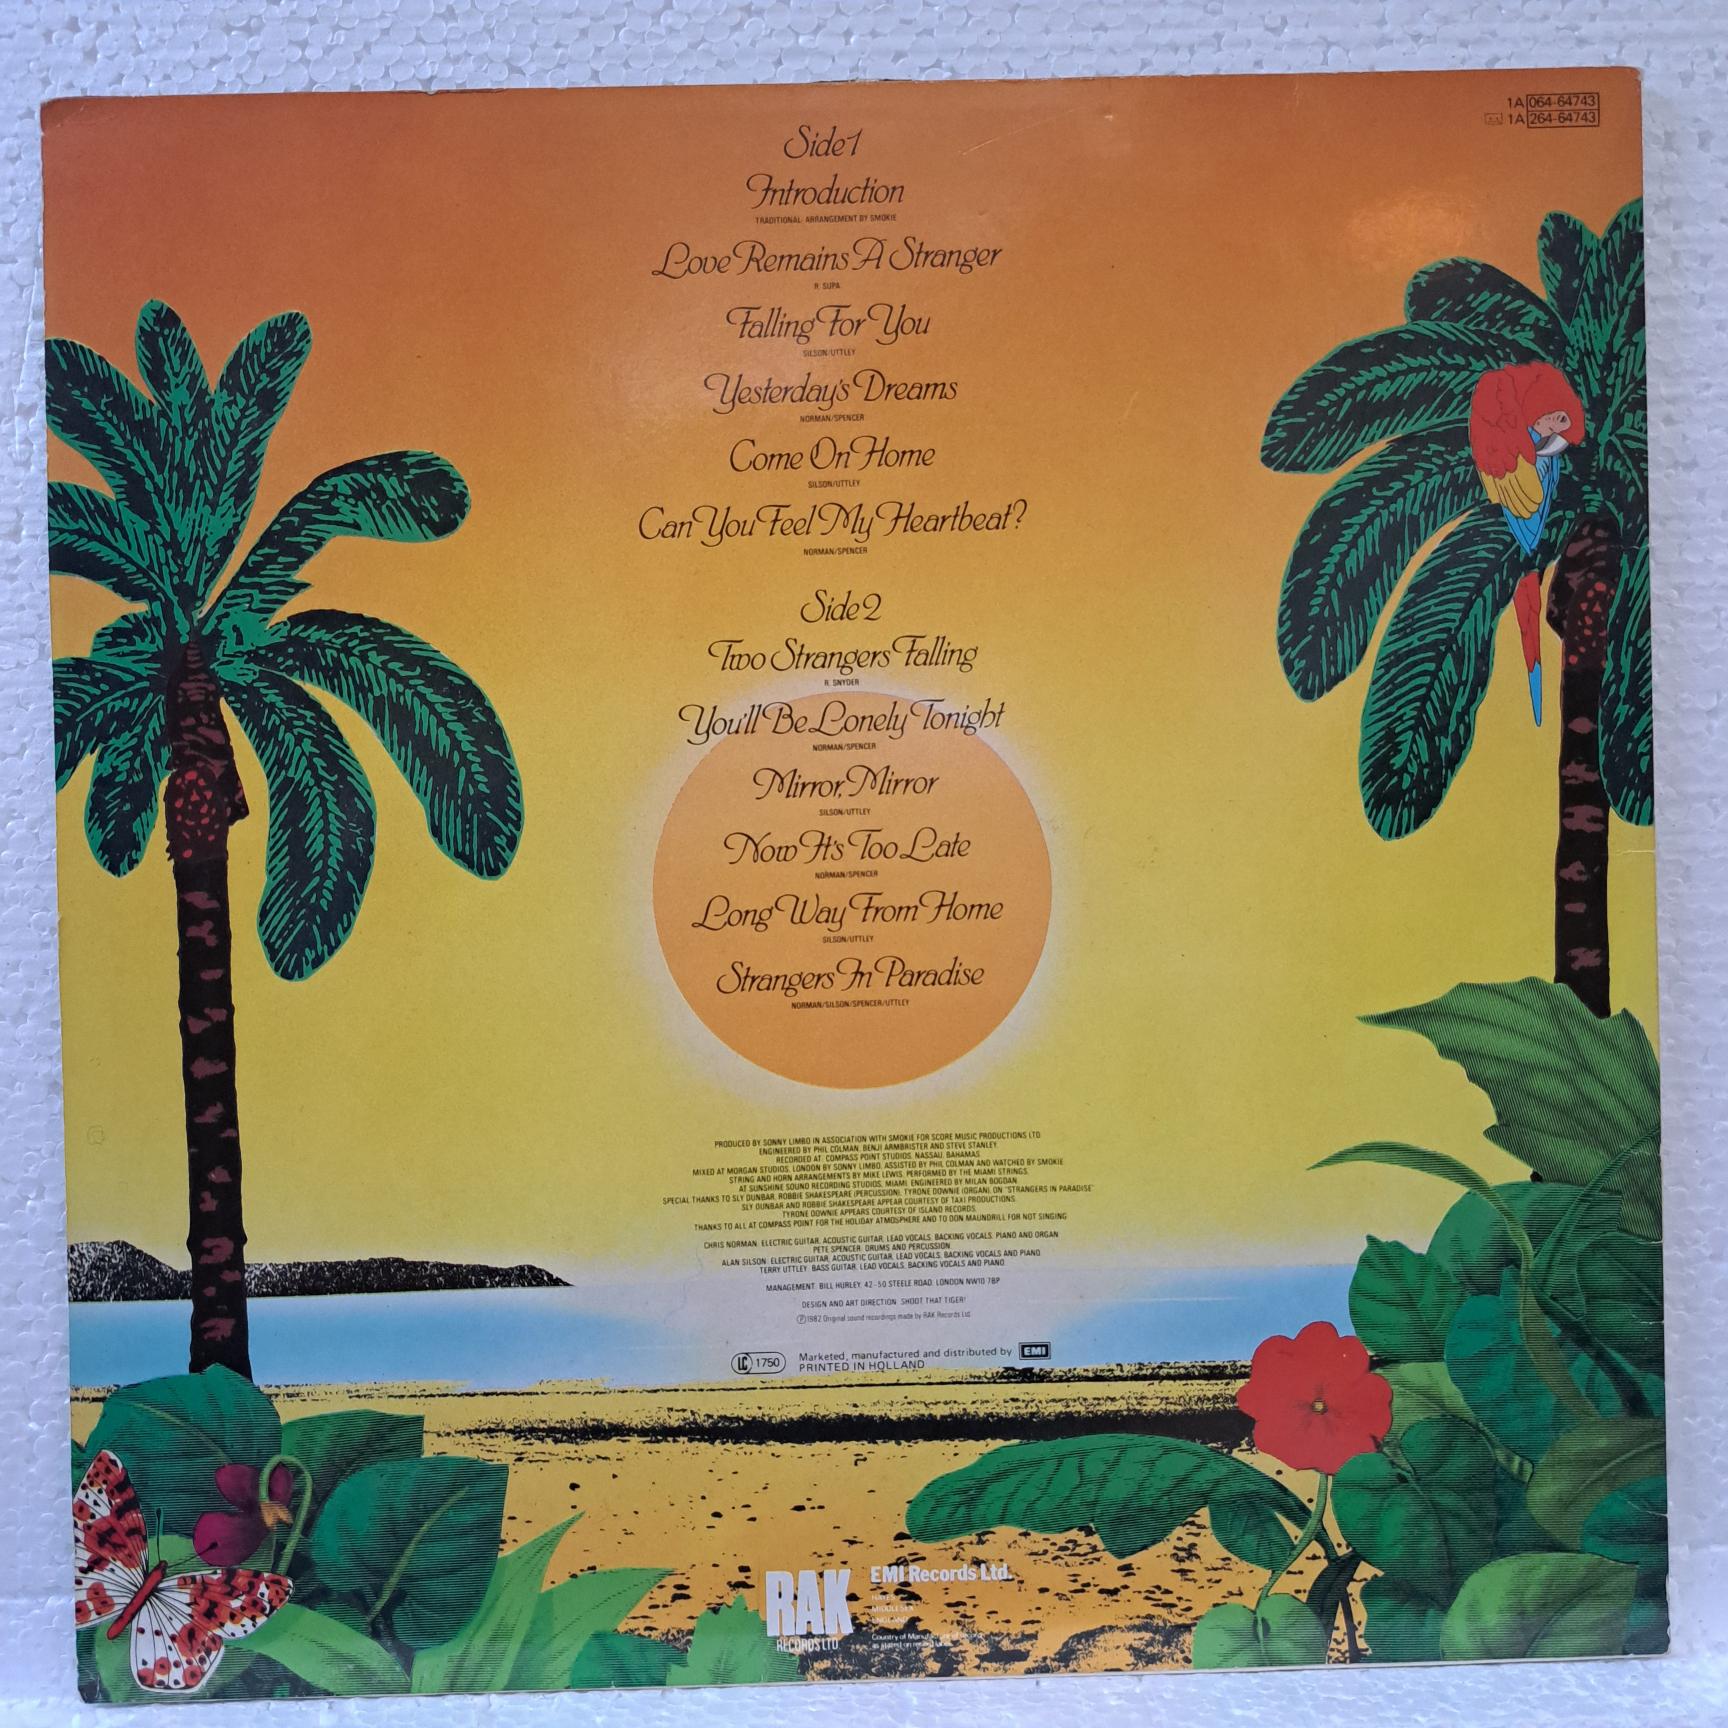 1A 064-64743
1A 264-64743
Side 1
Introduction
TRADITIONAL ARRANGEMENT BY SMOKIE
Love Remains A Stranger
R. SUPA
Falling For You
SILSON/UTTLEY
Yesterday's Dreams
NORMAN/SPENCER
Come On Home
SILSON/UTTLEY
Can You Feel My Heartbeat?
NORMAN/SPENCER
Side 2
Two Strangers Falling
R. SNYDER
You'll Be Lonely Tonight
NORMAN/SPENCER
Mirror, Mirror
SILSON/UTTLEY
Now It's Too Late
NORMAN/SPENCER
Long Way From Home
SILSON/UTTLEY
Strangers In Paradise
NORMAN/SILSON/SPENCER/UTTLEY
PRODUCED BY SONNY LIMBO IN ASSOCIATION WITH SMOKIE FOR SCORE MUSIC PRODUCTIONS LTD
ENGINEERED BY PHIL COLMAN, BENJI ARMBRISTER AND STEVE STANLEY.
RECORDED AT: COMPASS POINT STUDIOS, NASSAU, BAHAMAS
MIXED AT MORGAN STUDIOS, LONDON BY SONNY LIMBO, ASSISTED BY PHIL COLMAN AND WATCHED BY SMOKIE
STRING AND HORN ARRANGEMENTS BY MIKE LEWIS, PERFORMED BY THE MIAMI STRINGS,
AT SUNSHINE SOUND RECORDING STUDIOS, MIAMI. ENGINEERED BY MILAN BOGDAN
SPECIAL THANKS TO SLY DUNBAR, ROBBIE SHAKESPEARE (PERCUSSION), TYRONE DOWNIE (ORGAN), ON "STRANGERS IN PARADISE"
SLY DUNBAR AND ROBBIE SHAKESPEARE APPEAR COURTESY OF TAXI PRODUCTIONS.
TYRONE DOWNIE APPEARS COURTESY OF ISLAND RECORDS.
THANKS TO ALL AT COMPASS POINT FOR THE HOLIDAY ATMOSPHERE AND TO DON MAUNDRILL FOR NOT SINGING
CHRIS NORMAN: ELECTRIC GUITAR, ACOUSTIC GUITAR, LEAD VOCALS, BACKING VOCALS, PIANO AND ORGAN
PETE SPENCER: DRUMS AND PERCUSSION
ALAN SILSON: ELECTRIC GUITAR, ACOUSTIC GUITAR, LEAD VOCALS, BACKING VOCALS AND PIANO
TERRY UTTLEY: BASS GUITAR, LEAD VOCALS, BACKING VOCALS AND PIANO
MANAGEMENT: BILL HURLEY, 42-50 STEELE ROAD, LONDON NW10 7BP
DESIGN AND ART DIRECTION: SHOOT THAT TIGER!
Ⓟ1982 Original sound recordings made by RAK Records Ltd.
LC 1750
Marketed, manufactured and distributed by EMI
PRINTED IN HOLLAND
RAK
RECORDS LTD
EMI Records Ltd.
HAYES
MIDDLESEX
ENGLAND
Country of Manufacture of record
as stated on record label